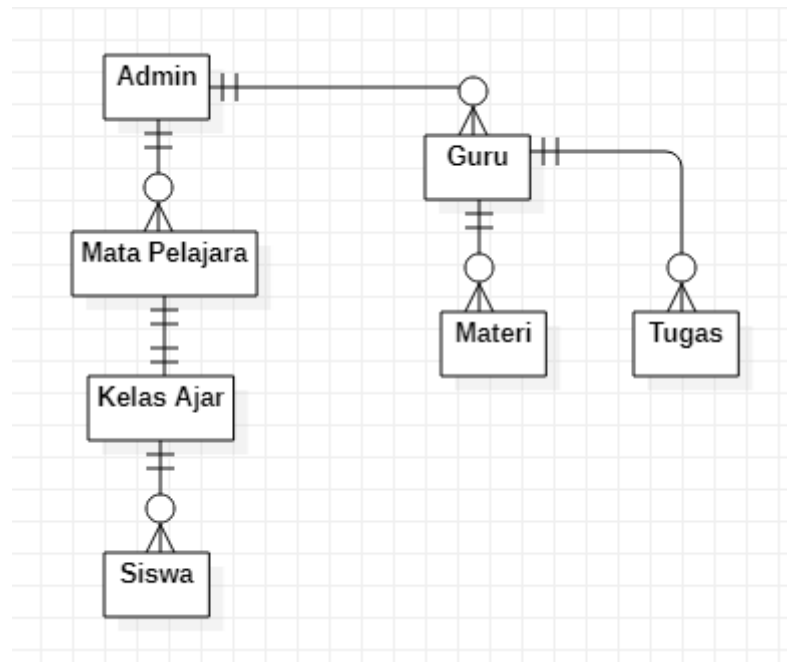 Admin
Guru
Mata Pelajara
Materi
Tugas
Kelas Ajar
Siswa